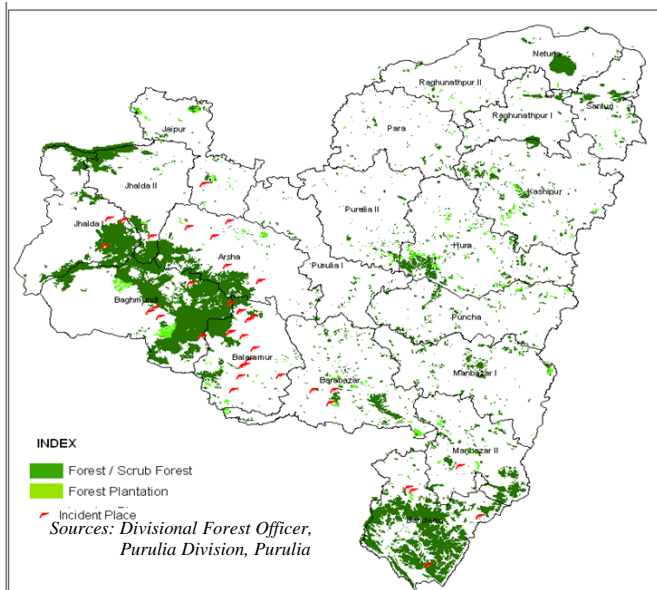 Neturia
Raghunathpur II
Santuri
Raghunathpur I
Jaipur
Para
Jhalda II
Kashipur
Purulia II
Jhalda I
Hura
Arsha
Purulia I
Baghmundi
Puncha
Balaramur
Manbazar I
Barabazar
INDEX
Manbazar II
Forest / Scrub Forest
Forest Plantation
Incident Place
Sources: Divisional Forest Officer,
Purulia Division, Purulia